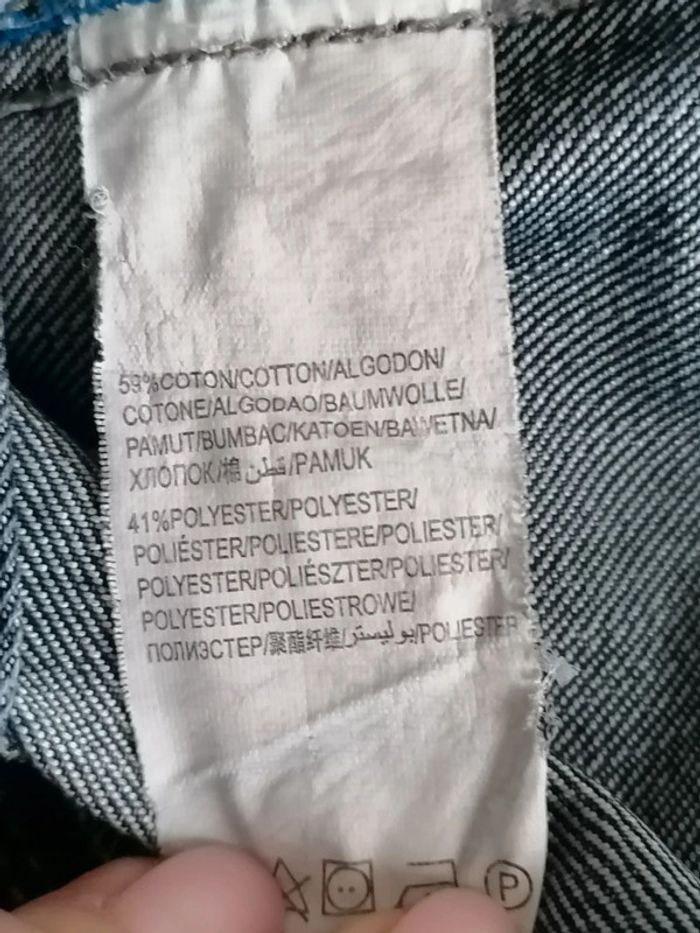 59%COTON/COTTON/ALGODON/
COTONE/ALGODAO/BAUMWOLLE/
PAMUT/BUMBAC/KATOEN/BAWETNA/
ХЛОПОК/棉/قطن/PAMUK
41%POLYESTER/POLYESTER/
POLIÉSTER/POLIESTERE/POLIESTER/
POLYESTER/POLIÉSZTER/POLIESTER/
POLYESTER/POLIESTROWE/
ПОЛИЭСТЕР/聚酯纤维/بوليستر/POLIESTER
P